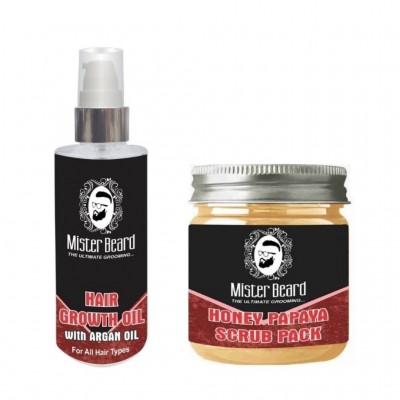 Mister Beard
THE ULTIMATE GROOMING...
HAIR
GROWTH OIL
with ARGAN OIL
For All Hair Types
Mister Beard
THE ULTIMATE GROOMING...
HONEY PAPAYA
SCRUB PACK